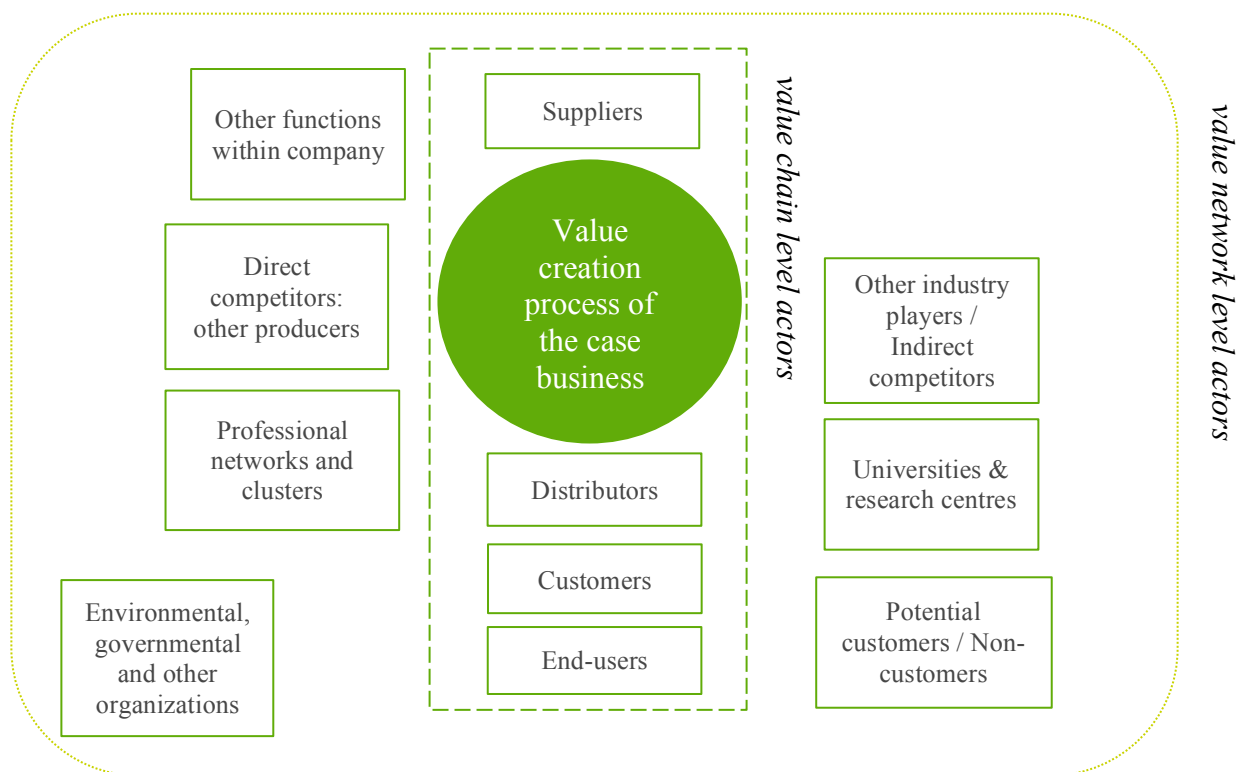 Other functions
within company
Direct
competitors:
other producers
Professional
networks and
clusters
Environmental,
governmental
and other
organizations
Suppliers
Value
creation
process of
the case
business
Distributors
Customers
End-users
value chain level actors
Other industry
players /
Indirect
competitors
Universities &
research centres
Potential
customers / Non-
customers
value network level actors